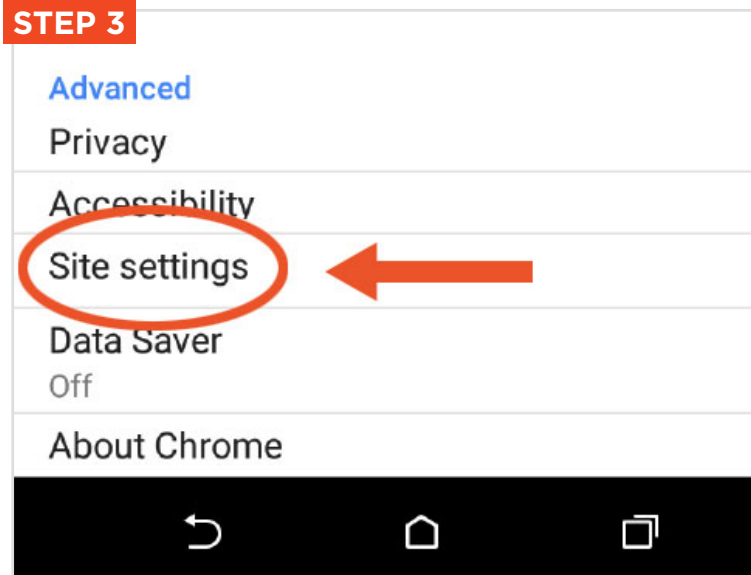 STEP 3
Advanced
Privacy
Accessibility
Site settings
Data Saver
Off
About Chrome